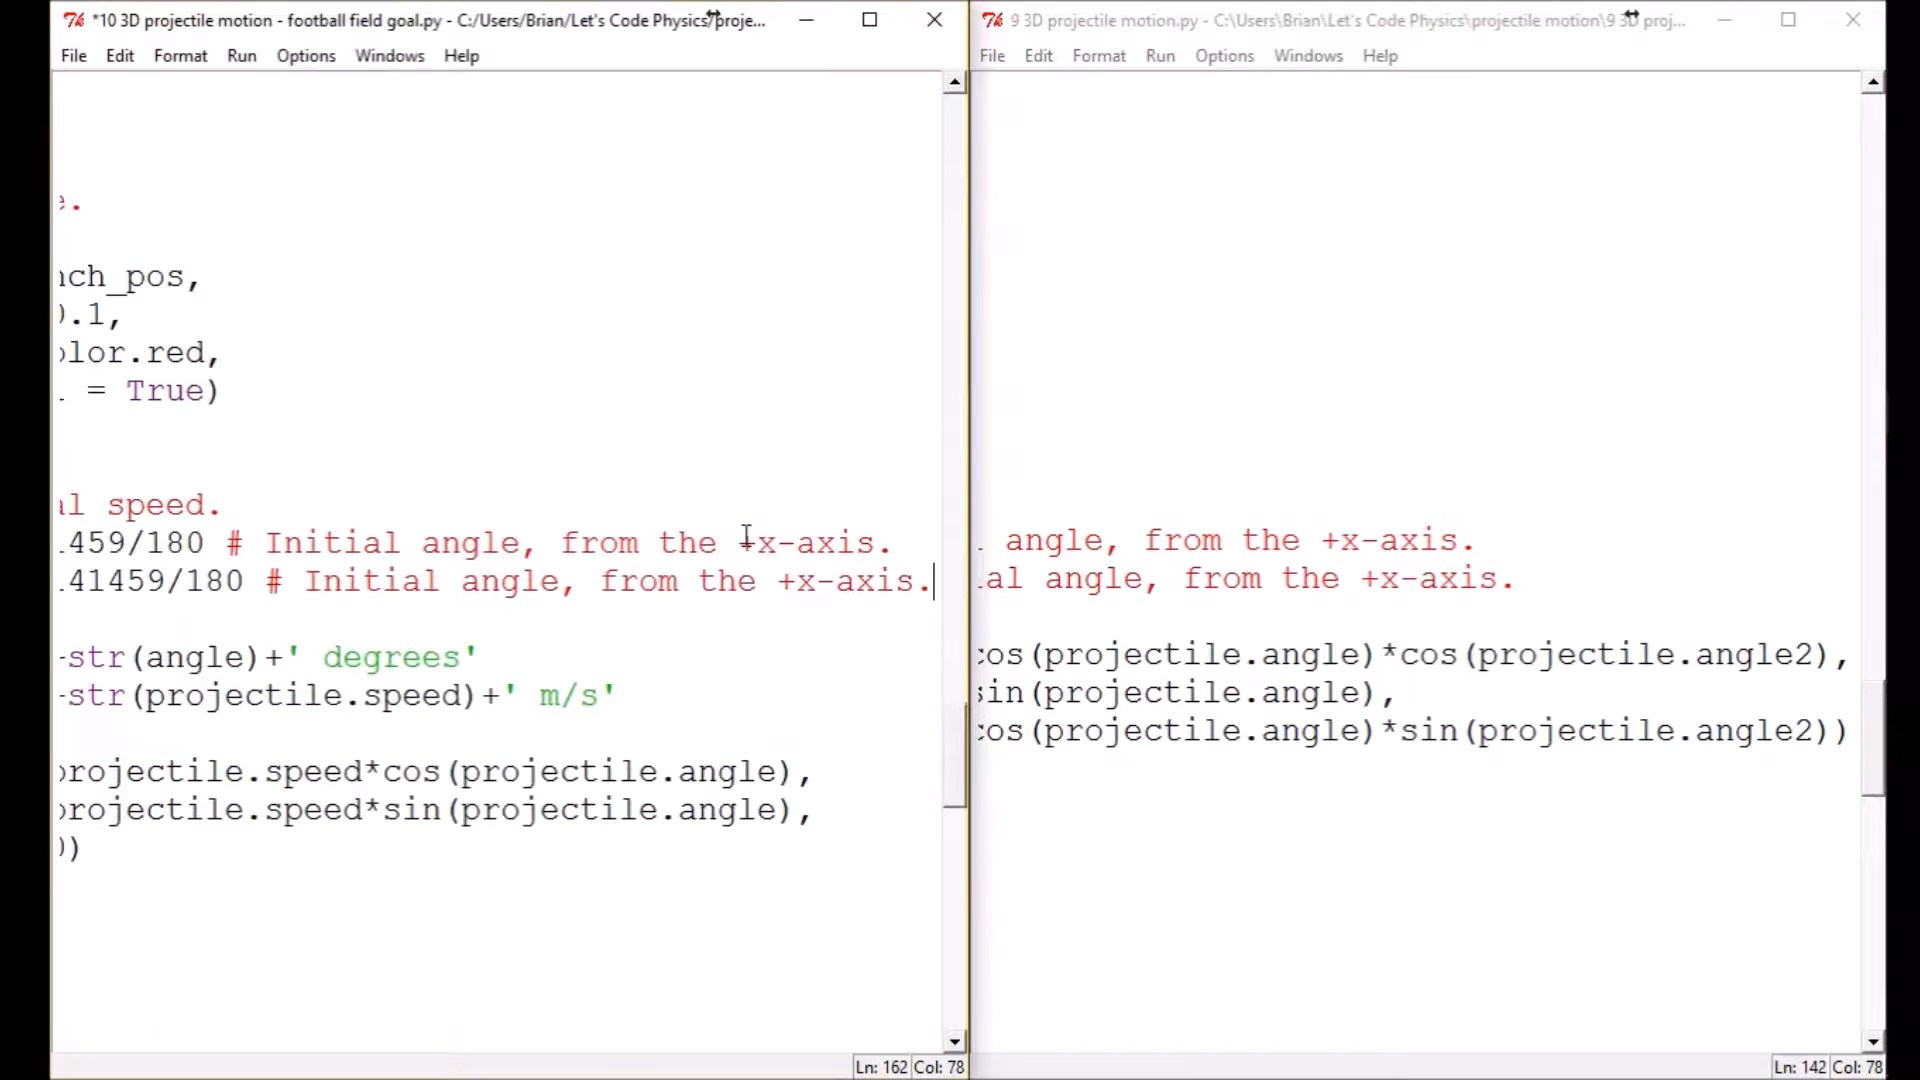 *10 3D projectile motion - football field goal.py - C:/Users/Brian/Let's Code Physics/proje...
File Edit Format Run Options Windows Help
e.
nch_pos,
0.1,
olor.red,
= True)
al speed.
.459/180 # Initial angle, from the +x-axis.
.41459/180 # Initial angle, from the +x-axis.
+str(angle)+' degrees'
+str(projectile.speed)+' m/s'
projectile.speed*cos(projectile.angle),
projectile.speed*sin(projectile.angle),
0))
Ln: 162 Col: 78
9 3D projectile motion.py - C:\Users\Brian\Let's Code Physics\projectile motion\9 3D proj...
File Edit Format Run Options Windows Help
angle, from the +x-axis.
al angle, from the +x-axis.
cos(projectile.angle)*cos(projectile.angle2),
sin(projectile.angle),
cos(projectile.angle)*sin(projectile.angle2))
Ln: 142 Col: 78